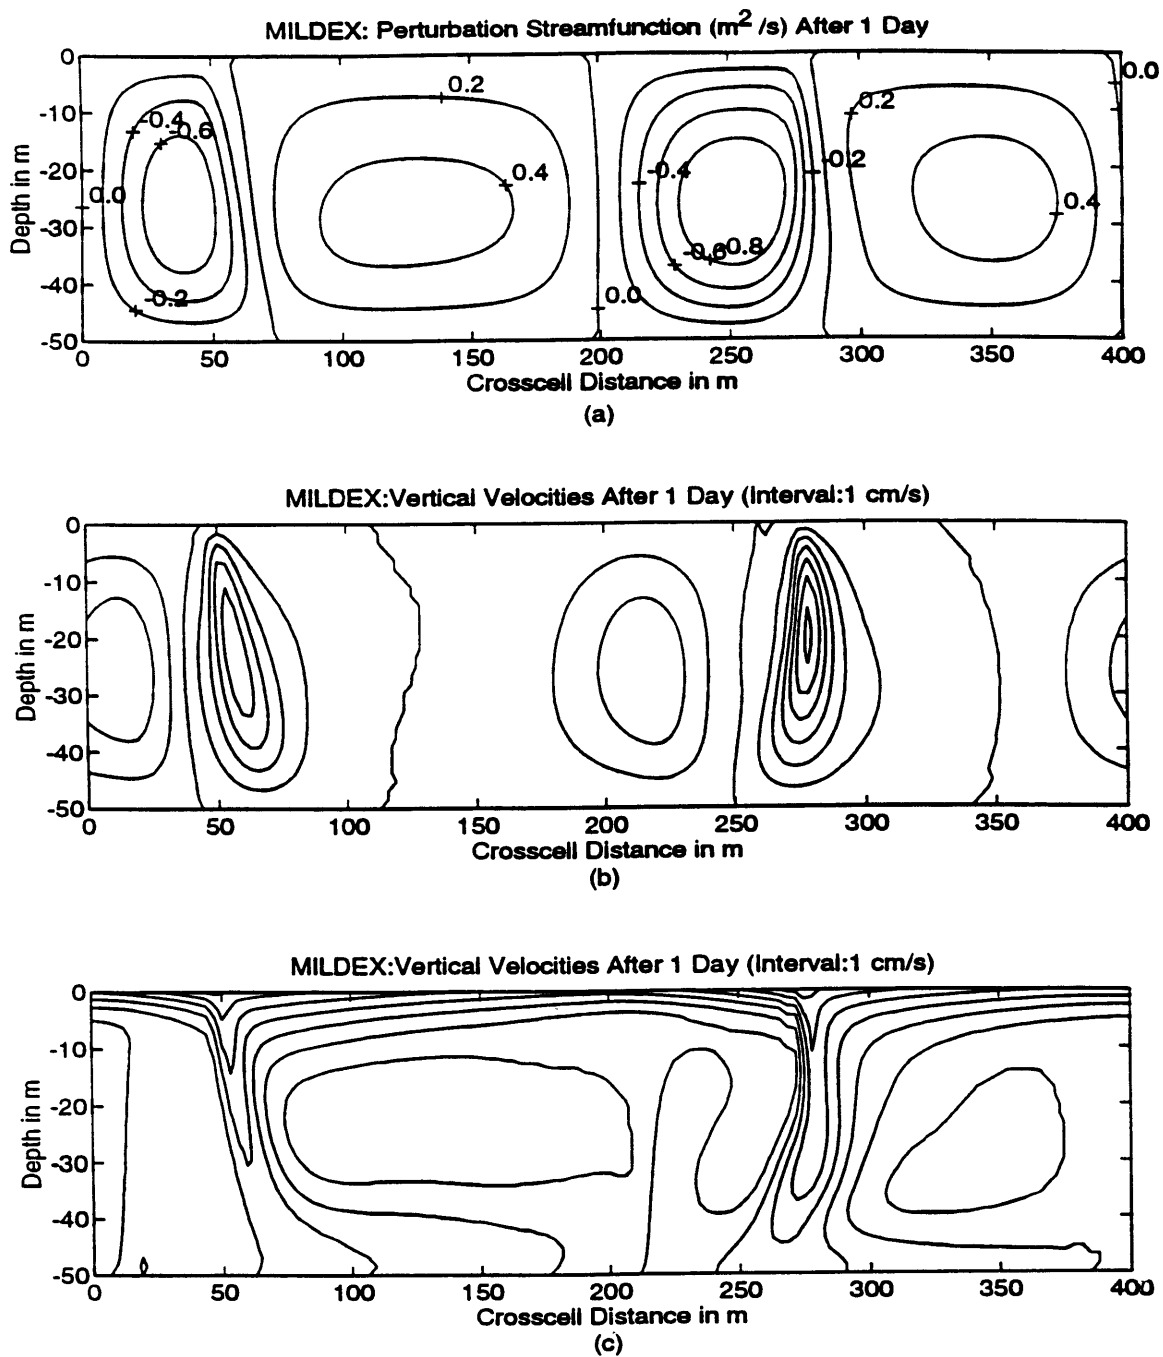 MILDEX: Perturbation Streamfunction (m2 /s) After 1 Day
0
-10
-20
-30
-40
-50
Depth in m
0.0
-0.4
-0.6
-0.2
0.2
0.4
0.0
-0.4
-0.6
-0.8
-0.2
0.2
0.4
0.0
0 50 100 150 200 250 300 350 400
Crosscell Distance in m
(a)
MILDEX:Vertical Velocities After 1 Day (Interval:1 cm/s)
0
-10
-20
-30
-40
-50
Depth in m
0 50 100 150 200 250 300 350 400
Crosscell Distance in m
(b)
MILDEX:Vertical Velocities After 1 Day (Interval:1 cm/s)
0
-10
-20
-30
-40
-50
Depth in m
0 50 100 150 200 250 300 350 400
Crosscell Distance in m
(c)